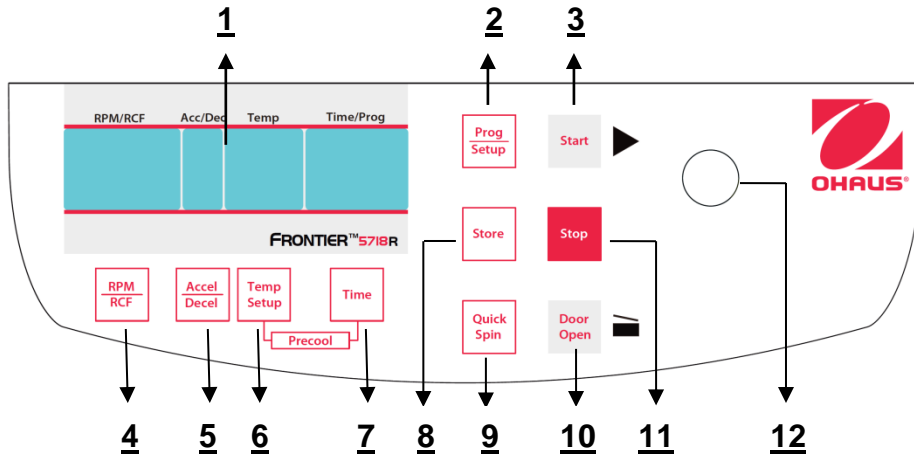 1 2 3
RPM/RCF Acc/Dec Temp Time/Prog
Prog
Setup
Start
OHAUS®
Store
Stop
FRONTIER™5718R
RPM
RCF
Accel
Decel
Temp
Setup
Time
Precool
Quick
Spin
Door
Open
4 5 6 7 8 9 10 11 12